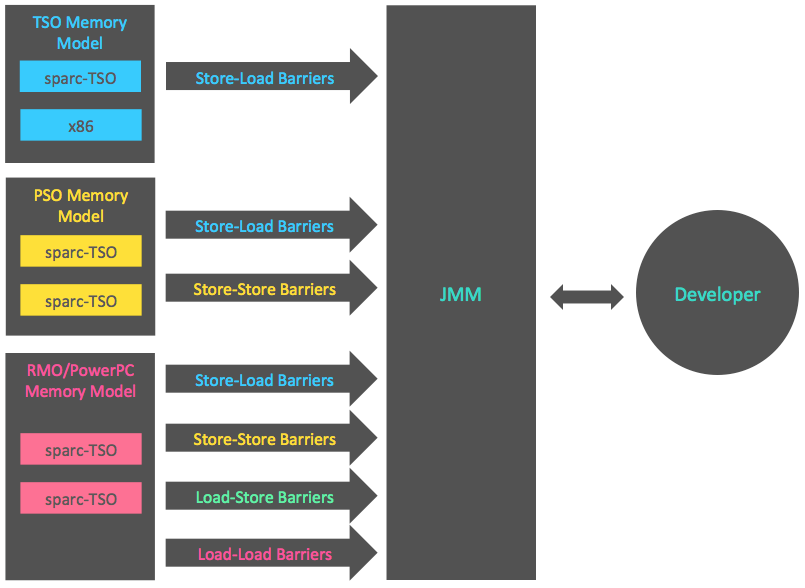 TSO Memory
Model
sparc-TSO
x86
Store-Load Barriers
PSO Memory
Model
sparc-TSO
sparc-TSO
Store-Load Barriers
Store-Store Barriers
RMO/PowerPC
Memory Model
sparc-TSO
sparc-TSO
Store-Load Barriers
Store-Store Barriers
Load-Store Barriers
Load-Load Barriers
JMM
Developer